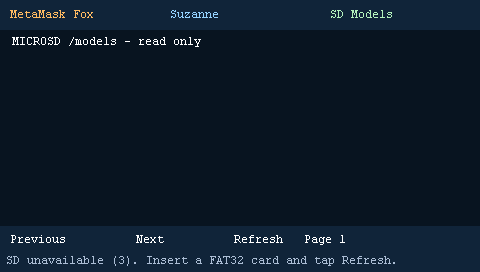 MetaMask Fox Suzanne SD Models
MICROSD /models - read only
Previous Next Refresh Page 1
SD unavailable (3). Insert a FAT32 card and tap Refresh.